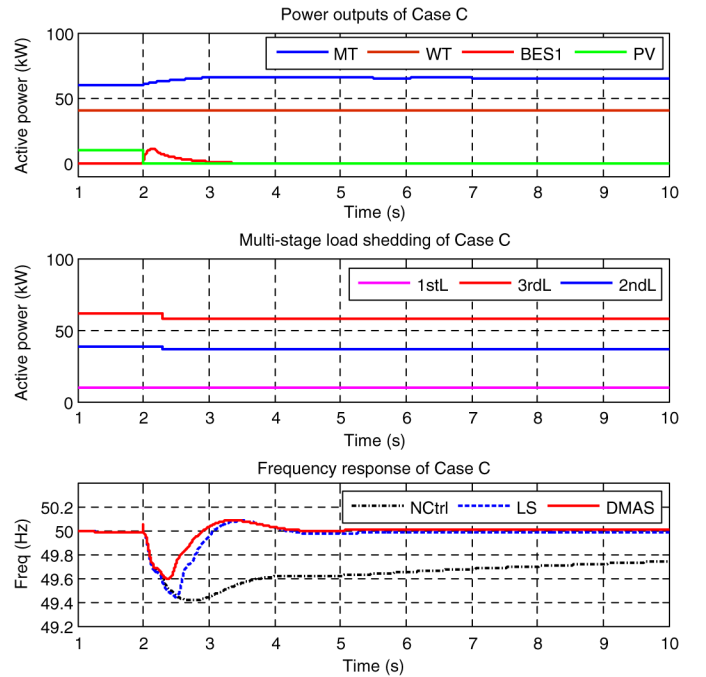 Power outputs of Case C
Active power (kW)
100
50
0
MT WT BES1 PV
1 2 3 4 5 6 7 8 9 10
Time (s)
Multi-stage load shedding of Case C
Active power (kW)
100
50
0
1stL 3rdL 2ndL
1 2 3 4 5 6 7 8 9 10
Time (s)
Frequency response of Case C
Freq (Hz)
50.2
50
49.8
49.6
49.4
49.2
NCtrl LS DMAS
1 2 3 4 5 6 7 8 9 10
Time (s)